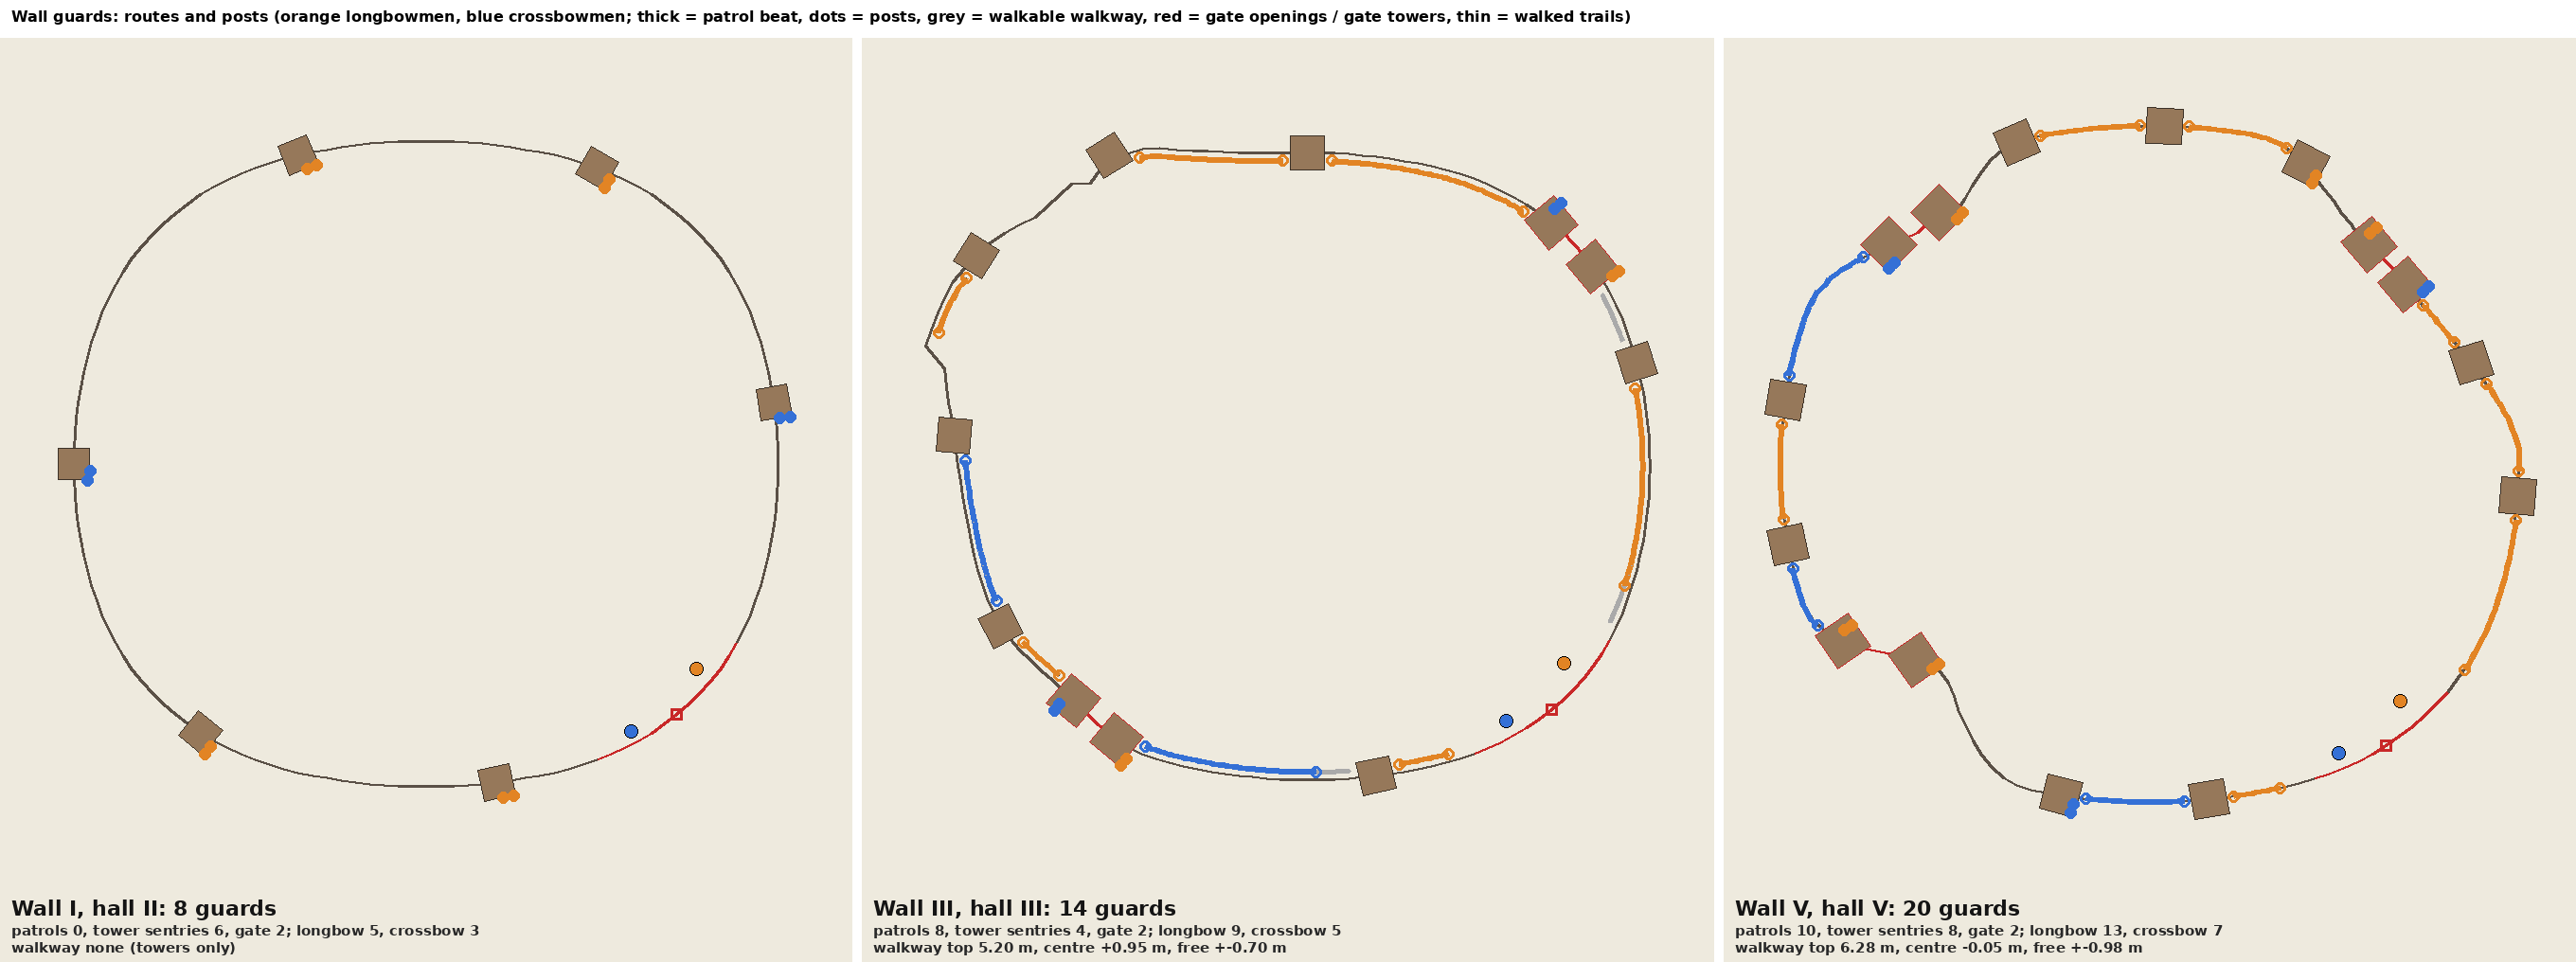 Wall guards: routes and posts (orange longbowmen, blue crossbowmen; thick = patrol beat, dots = posts, grey = walkable walkway, red = gate openings / gate towers, thin = walked trails)
Wall I, hall II: 8 guards
patrols 0, tower sentries 6, gate 2; longbow 5, crossbow 3
walkway none (towers only)
Wall III, hall III: 14 guards
patrols 8, tower sentries 4, gate 2; longbow 9, crossbow 5
walkway top 5.20 m, centre +0.95 m, free +-0.70 m
Wall V, hall V: 20 guards
patrols 10, tower sentries 8, gate 2; longbow 13, crossbow 7
walkway top 6.28 m, centre -0.05 m, free +-0.98 m